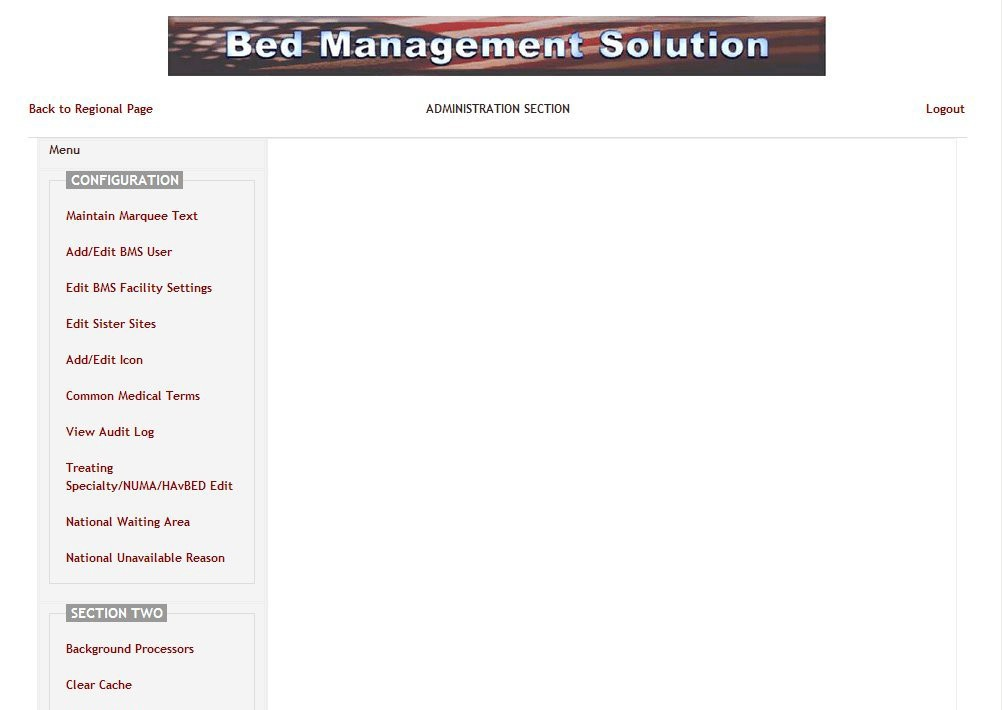 Bed Management Solution
Back to Regional Page
ADMINISTRATION SECTION
Logout
Menu
CONFIGURATION
Maintain Marquee Text
Add/Edit BMS User
Edit BMS Facility Settings
Edit Sister Sites
Add/Edit Icon
Common Medical Terms
View Audit Log
Treating
Specialty/NUMA/HAvBED Edit
National Waiting Area
National Unavailable Reason
SECTION TWO
Background Processors
Clear Cache